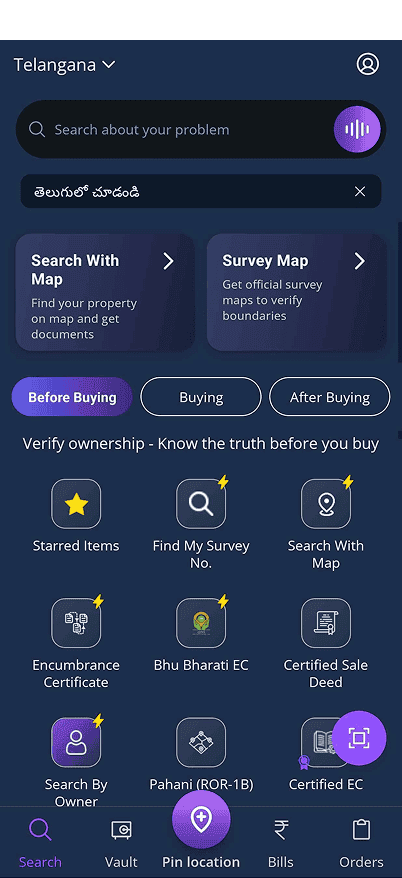 Telangana
Search about your problem
తెలుగులో చూడండి
Search With
Map
Find your property
on map and get
documents
Survey Map
Get official survey
maps to verify
boundaries
Before Buying
Buying
After Buying
Verify ownership - Know the truth before you buy
Starred Items
Find My Survey
No.
Search With
Map
Encumbrance
Certificate
Bhu Bharati EC
Certified Sale
Deed
Search By
Owner
Pahani (ROR-1B)
Certified EC
Search
Vault
Pin location
Bills
Orders